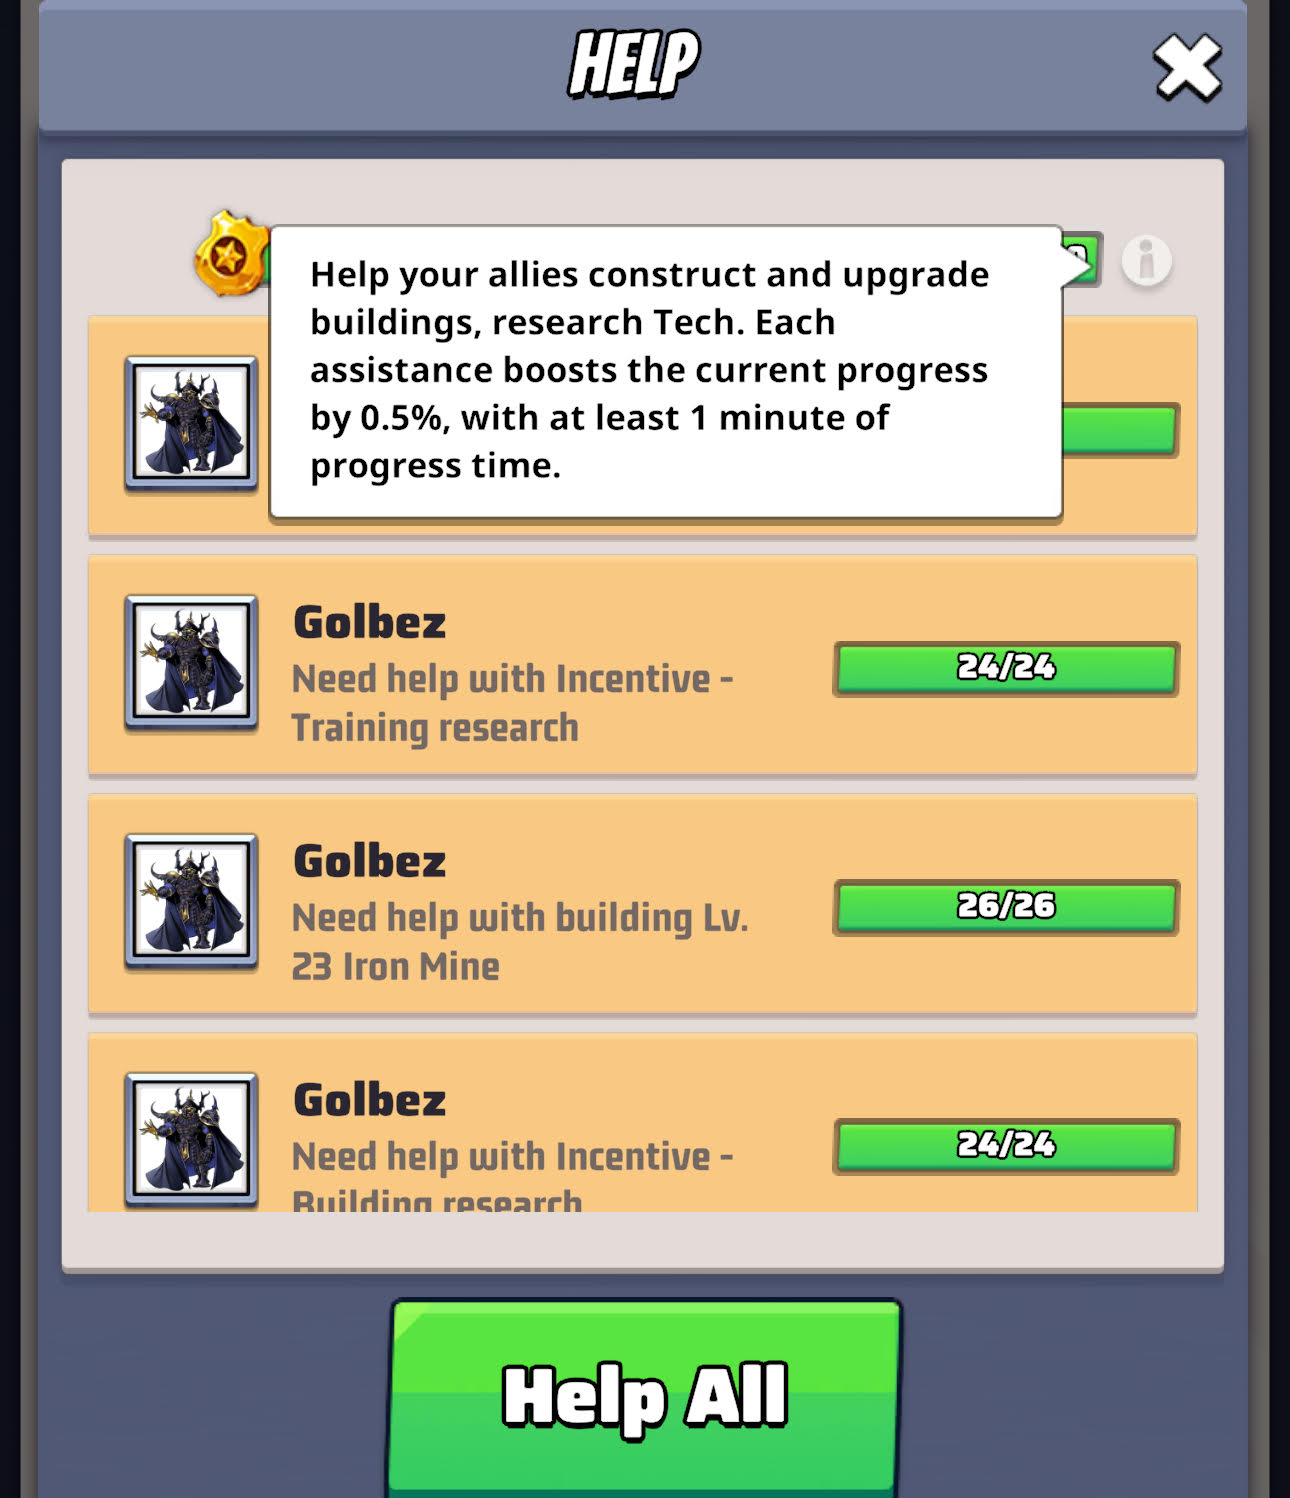 HELP
Help your allies construct and upgrade
buildings, research Tech. Each
assistance boosts the current progress
by 0.5%, with at least 1 minute of
progress time.
Golbez
Need help with Incentive -
Training research
24/24
Golbez
Need help with building Lv.
23 Iron Mine
26/26
Golbez
Need help with Incentive -
Building research
24/24
Help All